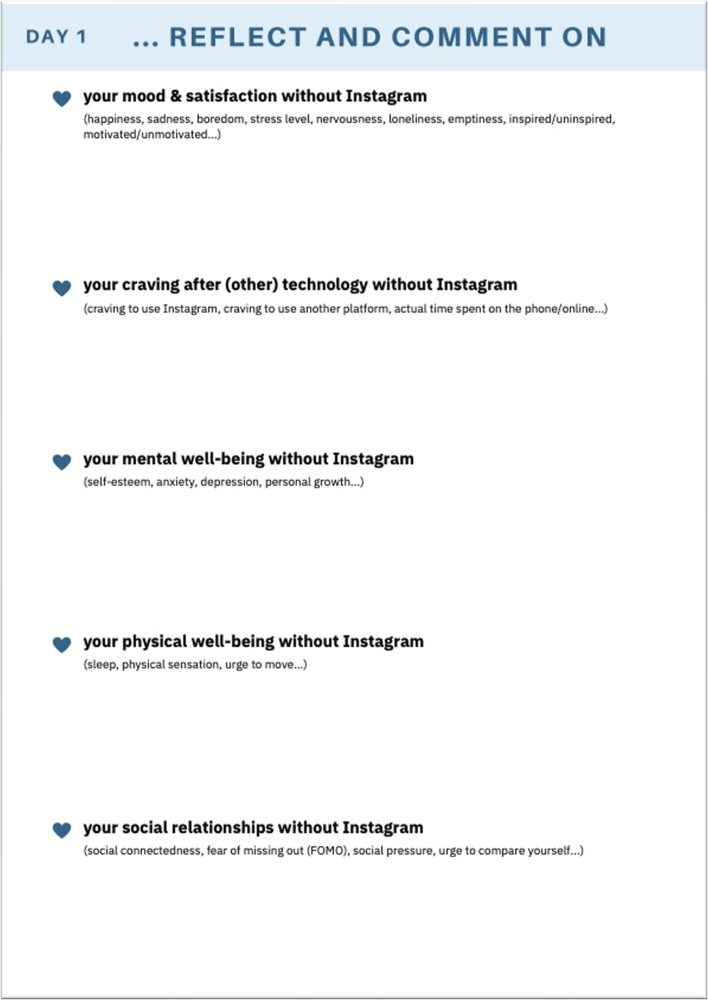 DAY 1 ... REFLECT AND COMMENT ON
your mood & satisfaction without Instagram
(happiness, sadness, boredom, stress level, nervousness, loneliness, emptiness, inspired/uninspired,
motivated/unmotivated...)
your craving after (other) technology without Instagram
(craving to use Instagram, craving to use another platform, actual time spent on the phone/online...)
your mental well-being without Instagram
(self-esteem, anxiety, depression, personal growth...)
your physical well-being without Instagram
(sleep, physical sensation, urge to move...)
your social relationships without Instagram
(social connectedness, fear of missing out (FOMO), social pressure, urge to compare yourself...)